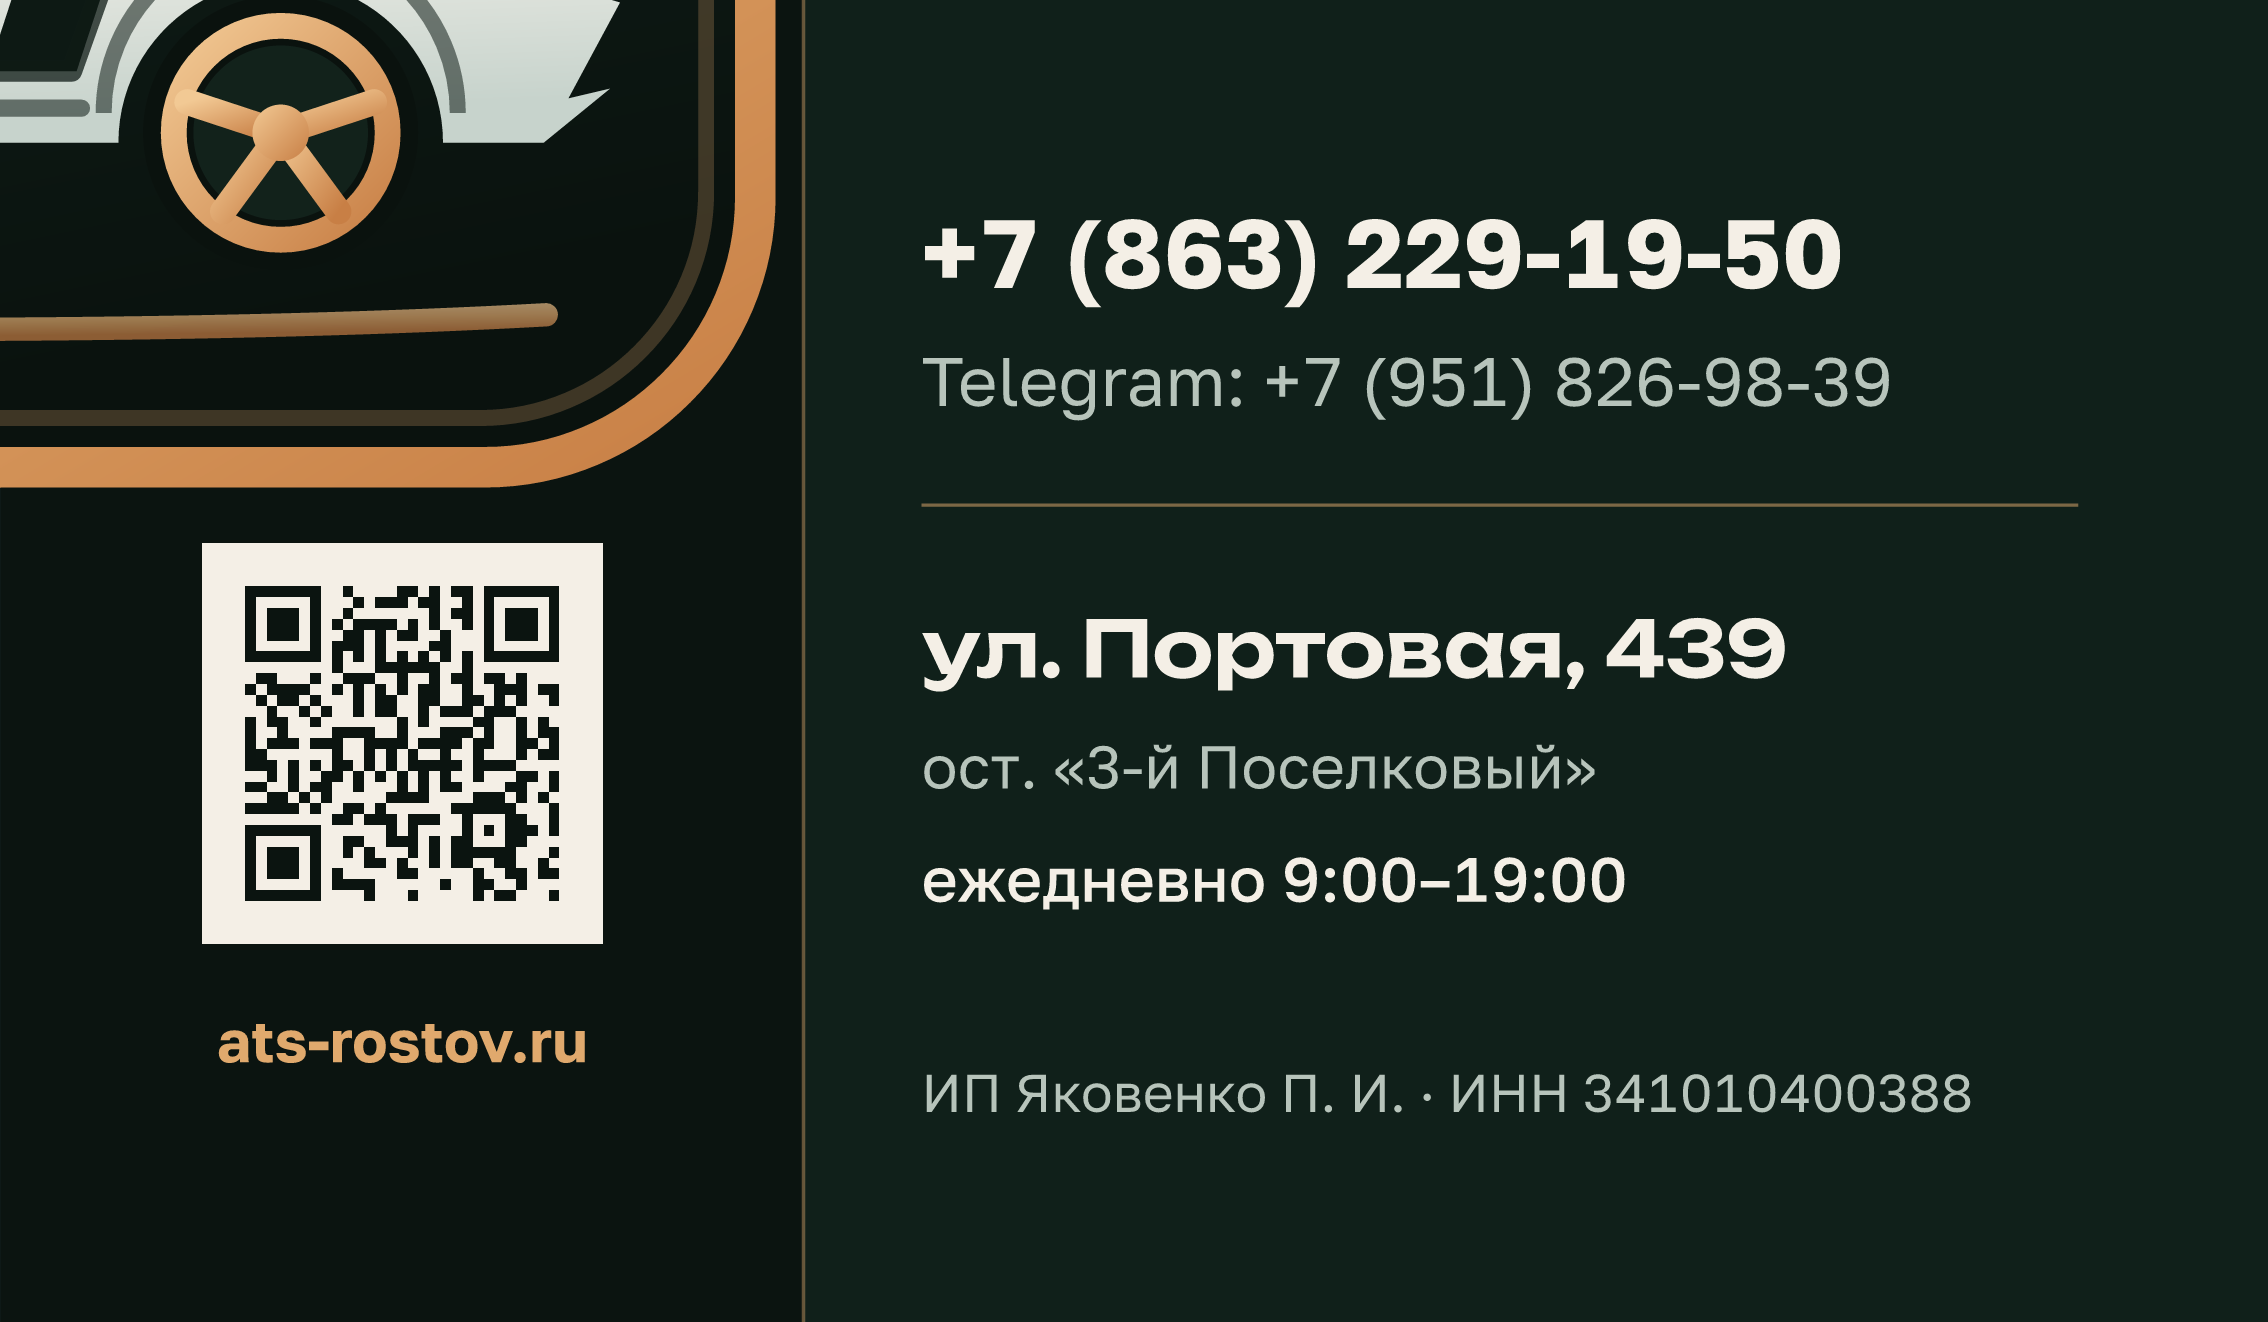 +7 (863) 229-19-50
Telegram: +7 (951) 826-98-39
ул. Портовая, 439
ост. «3-й Поселковый»
ежедневно 9:00–19:00
ИП Яковенко П. И. · ИНН 341010400388
ats-rostov.ru